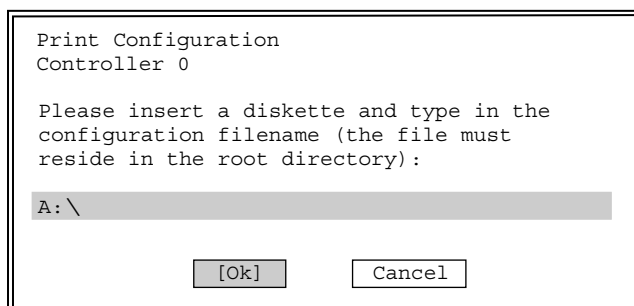 Print Configuration
Controller 0
Please insert a diskette and type in the
configuration filename (the file must
reside in the root directory):
A:\
[Ok] Cancel